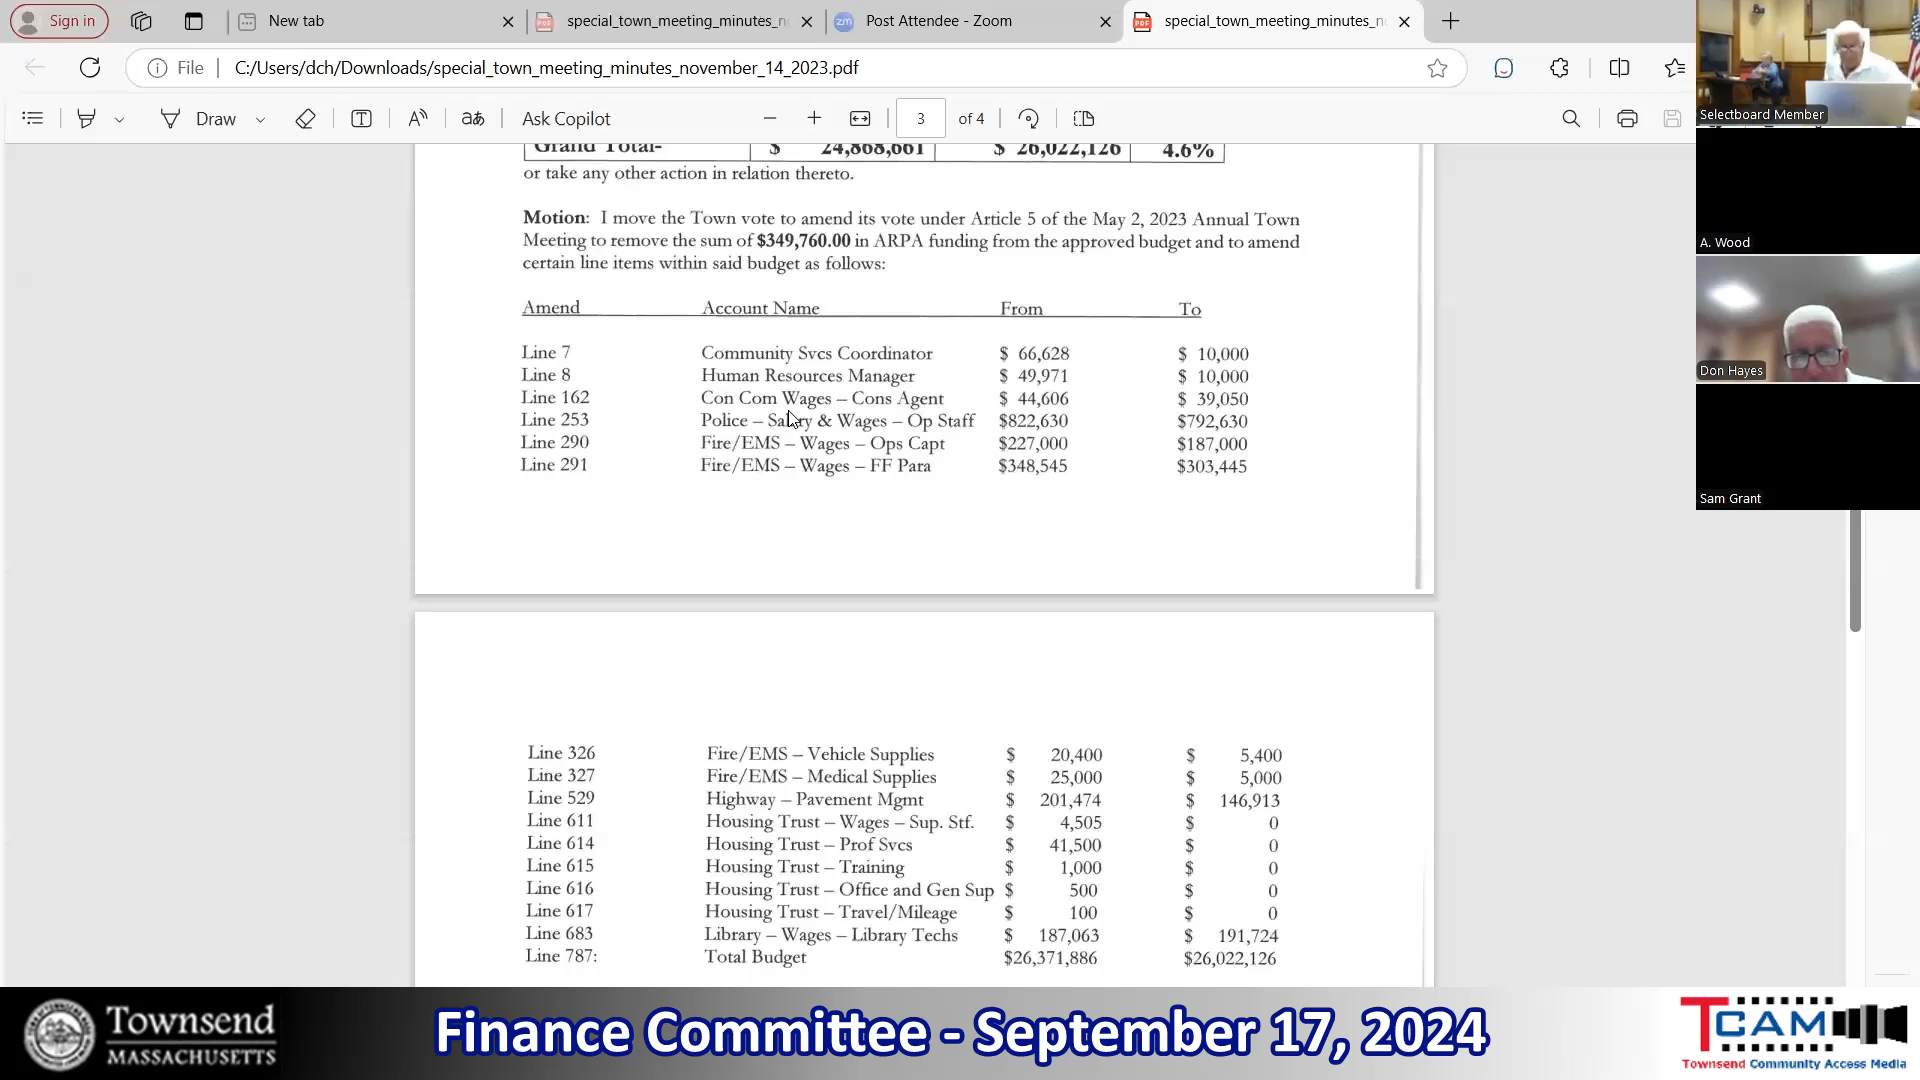 Sign in
New tab
special_town_meeting_minutes_n
Post Attendee - Zoom
special_town_meeting_minutes_n
File
C:/Users/dch/Downloads/special_town_meeting_minutes_november_14_2023.pdf
Draw
Ask Copilot
3 of 4
Grand Total- $ 24,868,661 $ 26,022,126 4.6%
or take any other action in relation thereto.
Motion: I move the Town vote to amend its vote under Article 5 of the May 2, 2023 Annual Town
Meeting to remove the sum of $349,760.00 in ARPA funding from the approved budget and to amend
certain line items within said budget as follows:
Amend Account Name From To
Line 7 Community Svcs Coordinator $ 66,628 $ 10,000
Line 8 Human Resources Manager $ 49,971 $ 10,000
Line 162 Con Com Wages – Cons Agent $ 44,606 $ 39,050
Line 253 Police – Salary & Wages – Op Staff $822,630 $792,630
Line 290 Fire/EMS – Wages – Ops Capt $227,000 $187,000
Line 291 Fire/EMS – Wages – FF Para $348,545 $303,445
Line 326 Fire/EMS – Vehicle Supplies $ 20,400 $ 5,400
Line 327 Fire/EMS – Medical Supplies $ 25,000 $ 5,000
Line 529 Highway – Pavement Mgmt $ 201,474 $ 146,913
Line 611 Housing Trust – Wages – Sup. Stf. $ 4,505 $ 0
Line 614 Housing Trust – Prof Svcs $ 41,500 $ 0
Line 615 Housing Trust – Training $ 1,000 $ 0
Line 616 Housing Trust – Office and Gen Sup $ 500 $ 0
Line 617 Housing Trust – Travel/Mileage $ 100 $ 0
Line 683 Library – Wages – Library Techs $ 187,063 $ 191,724
Line 787: Total Budget $26,371,886 $26,022,126
Selectboard Member
A. Wood
Don Hayes
Sam Grant
Townsend
MASSACHUSETTS
Finance Committee - September 17, 2024
TCAM
Townsend Community Access Media